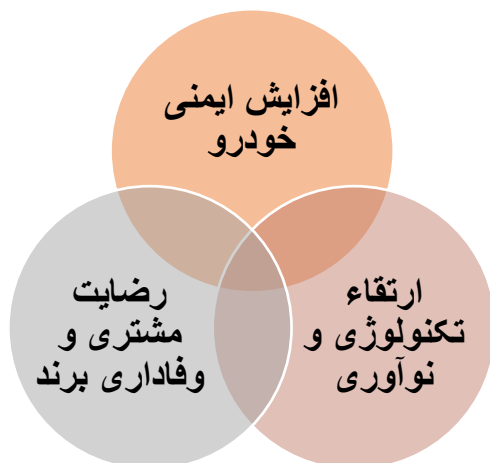 افزایش ایمنی
خودرو
ارتقاء
تکنولوژی و
نوآوری
رضایت
مشتری و
وفاداری برند